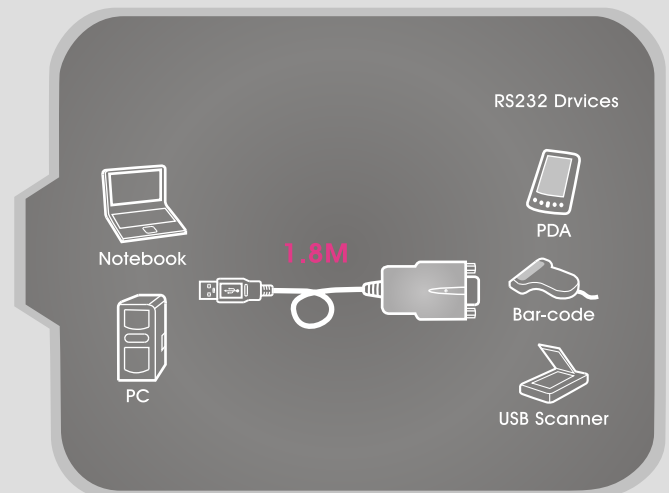 RS232 Drvices
Notebook
1.8M
PDA
Bar-code
PC
USB Scanner